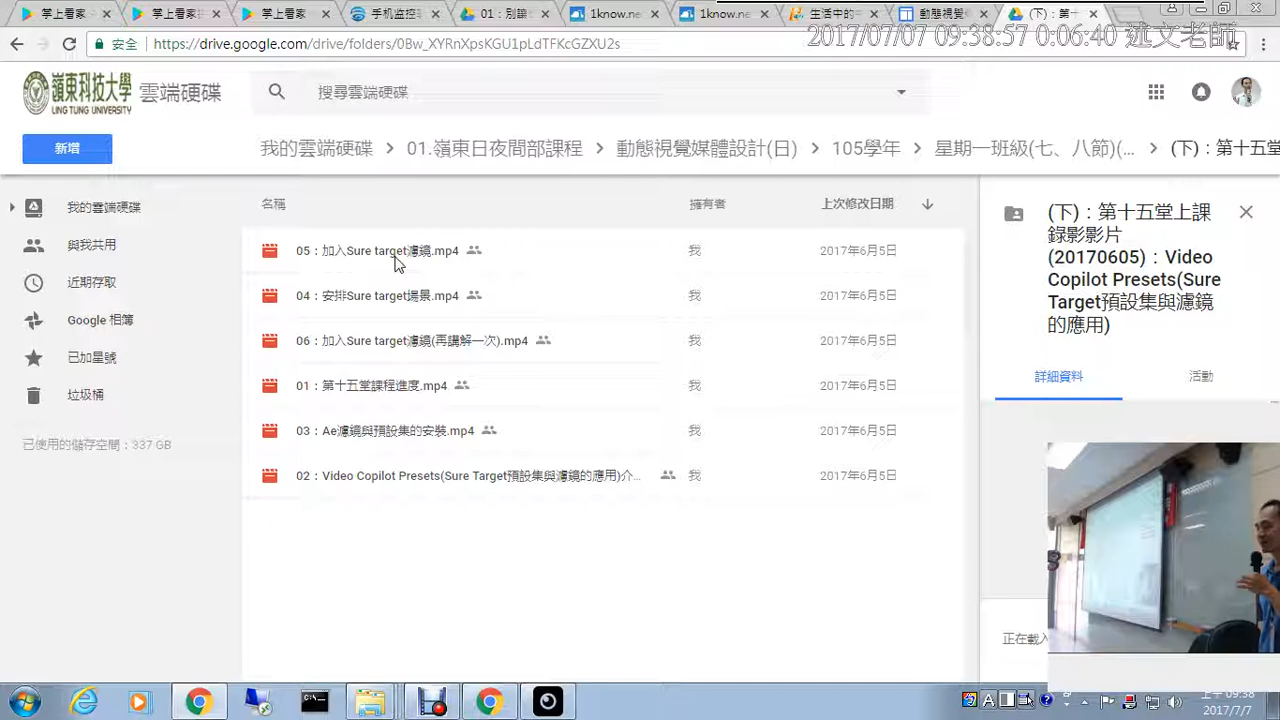 掌上看家
掌上看家
掌上看家
手机监控
01：別讓
1know.ne
1know.ne
生活中的
動態視覺
(下)：第十
安全
https://drive.google.com/drive/folders/0Bw_XYRnXpsDSU1pLdTFKcGZXU2s
2017/07/07 09:38:57 0:06:40 述文老師
嶺東科技大學
LING TUNG UNIVERSITY
雲端硬碟
搜尋雲端硬碟
新增
我的雲端硬碟 > 01.嶺東日夜間部課程 > 動態視覺媒體設計(日) > 105學年 > 星期一班級(七、八節)(... > (下)：第十五堂
我的雲端硬碟
與我共用
近期存取
Google 相簿
已加星號
垃圾桶
已使用的儲存空間：337 GB
名稱 擁有者 上次修改日期
05：加入Sure target濾鏡.mp4 我 2017年6月5日
04：安排Sure target場景.mp4 我 2017年6月5日
06：加入Sure target濾鏡(再講解一次).mp4 我 2017年6月5日
01：第十五堂課程進度.mp4 我 2017年6月5日
03：Ae濾鏡與預設集的安裝.mp4 我 2017年6月5日
02：Video Copilot Presets(Sure Target預設集與濾鏡的應用)介... 我 2017年6月5日
(下)：第十五堂上課
錄影影片
(20170605)：Video
Copilot Presets(Sure
Target預設集與濾鏡
的應用)
詳細資料 活動
正在載入
上午 09:38
2017/7/7